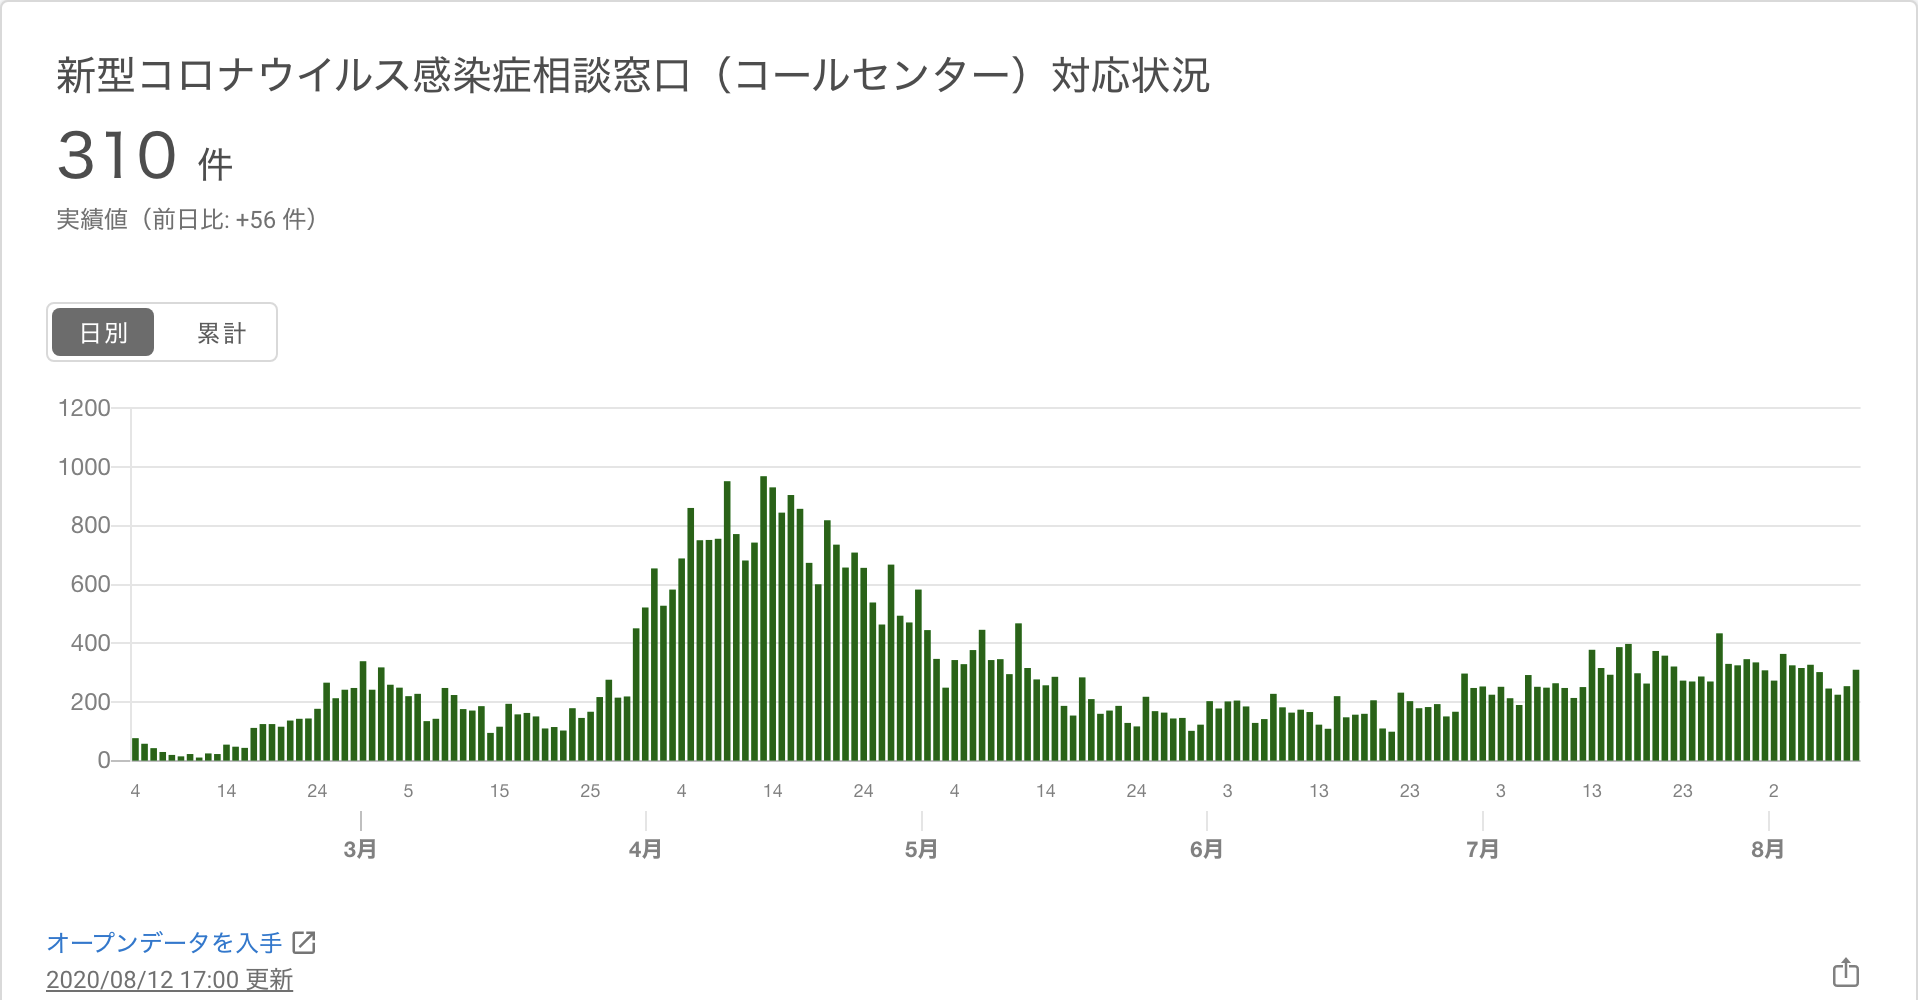 新型コロナウイルス感染症相談窓口（コールセンター）対応状況
310 件
実績値（前日比: +56 件）
日別 累計
1200
1000
800
600
400
200
0
4 14 24 5 15 25 4 14 24 4 14 24 3 13 23 3 13 23 2
3月 4月 5月 6月 7月 8月
オープンデータを入手
2020/08/12 17:00 更新